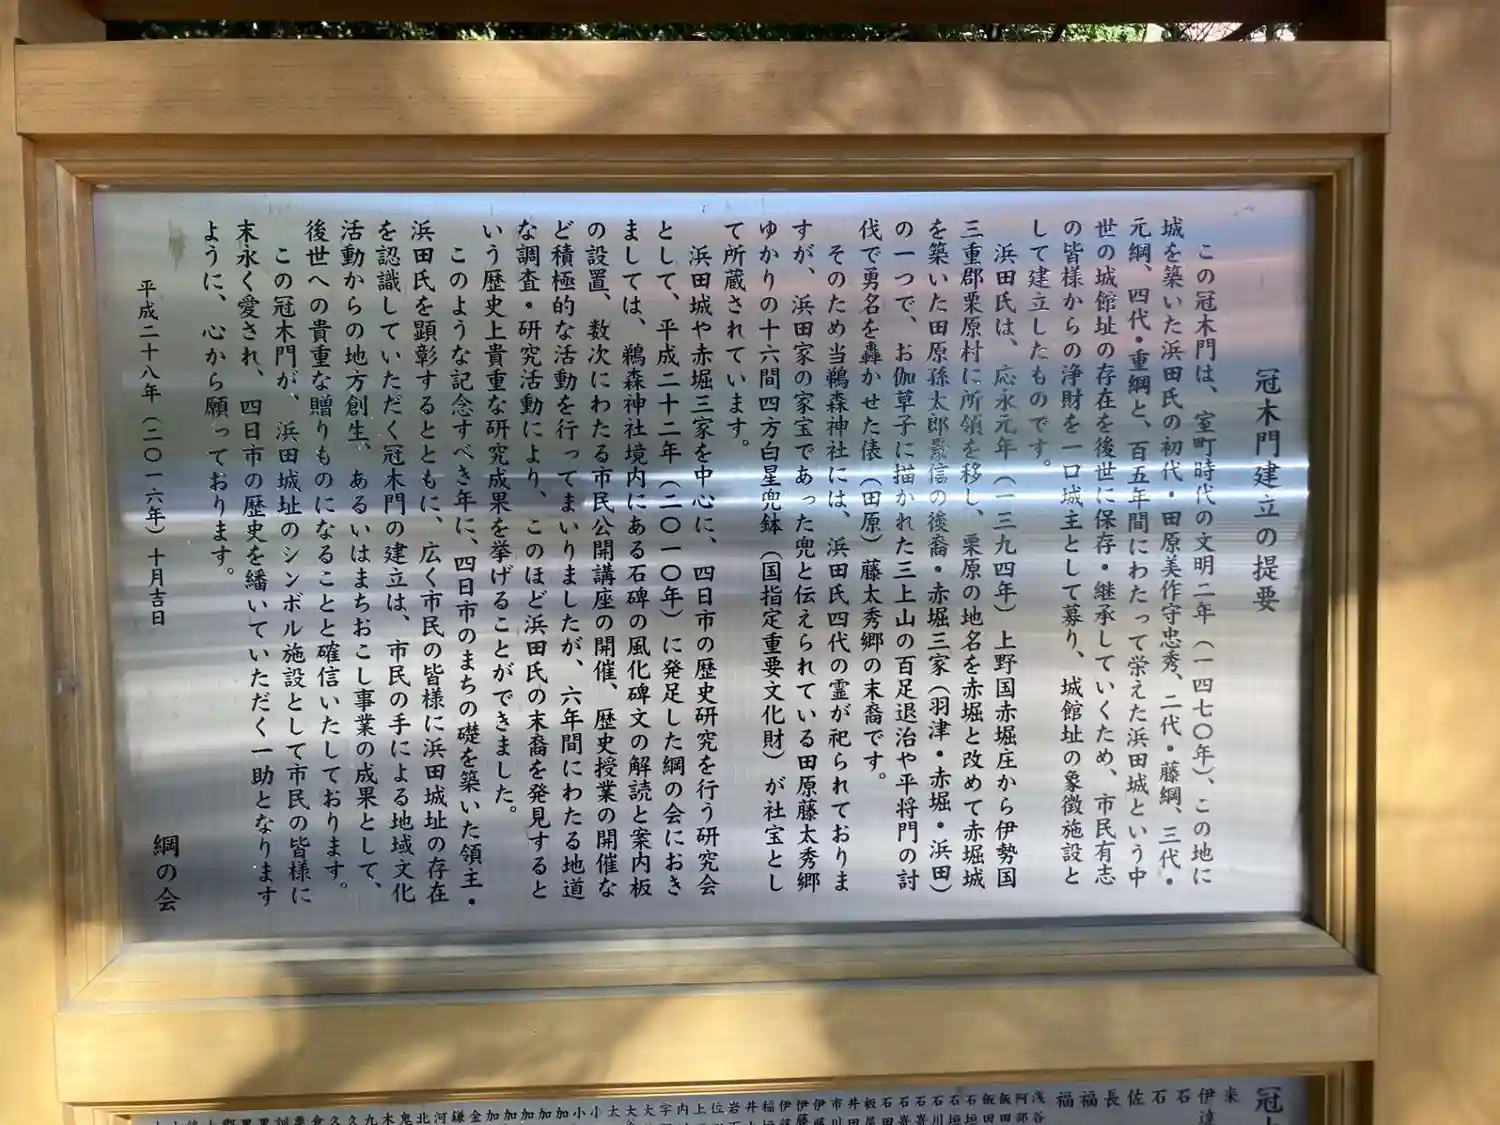 冠木門建立の提要
この冠木門は、室町時代の文明二年（一四七〇年）、この地に
城を築いた浜田氏の初代・田原美作守忠秀、二代・藤綱、三代・
元綱、四代・重綱と、百五年間にわたって栄えた浜田城という中
世の城館址の存在を後世に保存・継承していくため、市民有志
の皆様からの浄財を一口城主として募り、城館址の象徴施設と
して建立したものです。
浜田氏は、応永元年（一三九四年）上野国赤堀庄から伊勢国
三重郡栗原村に所領を移し、栗原の地名を赤堀と改めて赤堀城
を築いた田原孫太郎景信の後裔・赤堀三家（羽津・赤堀・浜田）
の一つで、お伽草子に描かれた三上山の百足退治や平将門の討
伐で勇名を轟かせた俵（田原）藤太秀郷の末裔です。
そのため当鵜森神社には、浜田氏四代の霊が祀られておりま
すが、浜田家の家宝であった兜と伝えられている田原藤太秀郷
ゆかりの十六間四方白星兜鉢（国指定重要文化財）が社宝とし
て所蔵されています。
浜田城や赤堀三家を中心に、四日市の歴史研究を行う研究会
として、平成二十二年（二〇一〇年）に発足した綱の会におき
ましては、鵜森神社境内にある石碑の風化碑文の解読と案内板
の設置、数次にわたる市民公開講座の開催、歴史授業の開催な
ど積極的な活動を行ってまいりましたが、六年間にわたる地道
な調査・研究活動により、このほど浜田氏の末裔を発見すると
いう歴史上貴重な研究成果を挙げることができました。
このような記念すべき年に、四日市のまちの礎を築いた領主・
浜田氏を顕彰するとともに、広く市民の皆様に浜田城址の存在
を認識していただく冠木門の建立は、市民の手による地域文化
活動からの地方創生、あるいはまちおこし事業の成果として、
後世への貴重な贈りものになることと確信いたしております。
この冠木門が、浜田城址のシンボル施設として市民の皆様に
末永く愛され、四日市の歴史を繙いていただく一助となります
ように、心から願っております。
平成二十八年（二〇一六年）十月吉日
綱の会